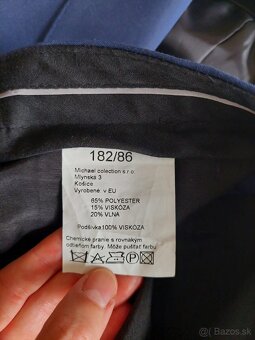 182/86
Michael colection s.r.o.
Mlynská 3
Košice
Vyrobené v EU
65% POLYESTER
15% VISKÓZA
20% VLNA
Podšívka100% VISKÓZA
Chemické pranie s rovnakým
odtieňom farby. Môže púšťať farbu
bazos.sk